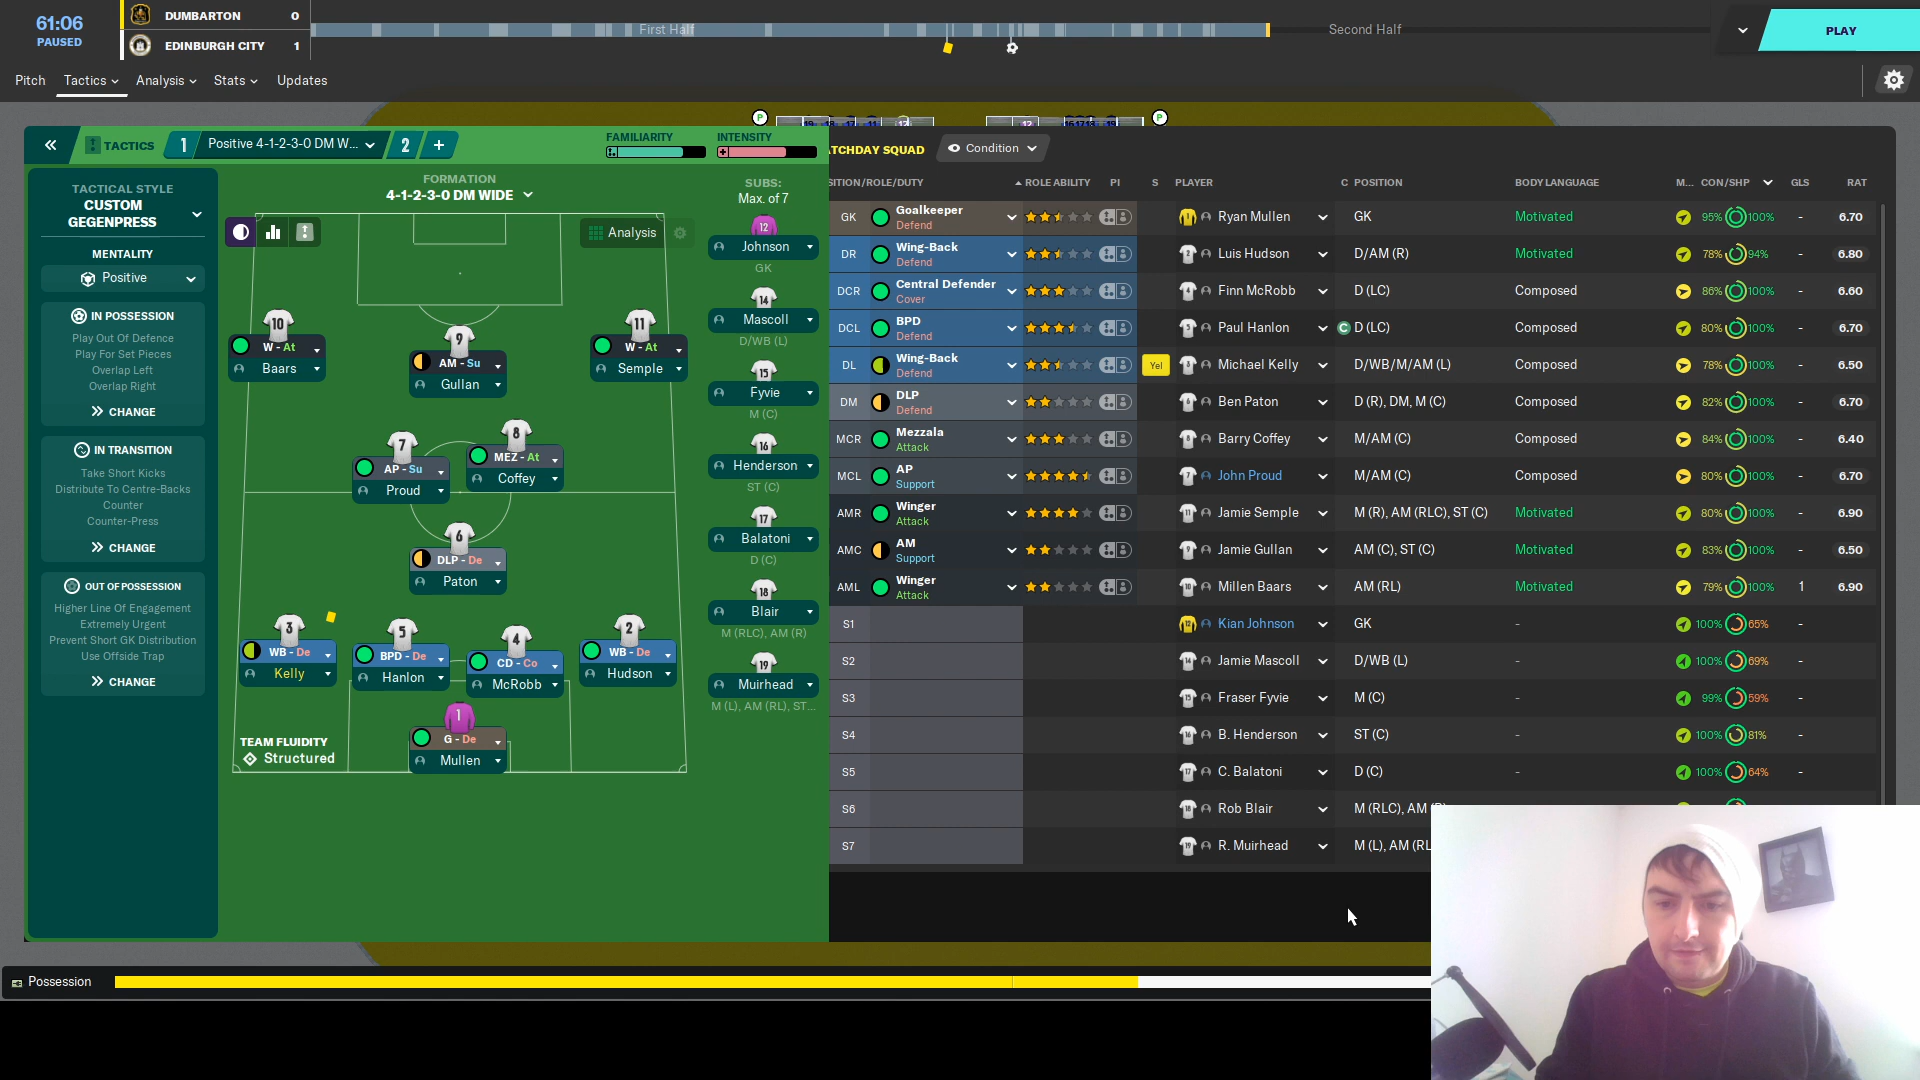 61:06
PAUSED
DUMBARTON 0
EDINBURGH CITY 1
First Half
Second Half
PLAY
Pitch Tactics Analysis Stats Updates
P P
TACTICS 1 Positive 4-1-2-3-0 DM W... 2 +
FAMILIARITY
INTENSITY
TACTICAL STYLE
CUSTOM
GEGENPRESS
MENTALITY
Positive
IN POSSESSION
Play Out Of Defence
Play For Set Pieces
Overlap Left
Overlap Right
CHANGE
IN TRANSITION
Take Short Kicks
Distribute To Centre-Backs
Counter
Counter-Press
CHANGE
OUT OF POSSESSION
Higher Line Of Engagement
Extremely Urgent
Prevent Short GK Distribution
Use Offside Trap
CHANGE
FORMATION
4-1-2-3-0 DM WIDE
Analysis
10
W - At
Baars
9
AM - Su
Gullan
11
W - At
Semple
7
AP - Su
Proud
8
MEZ - At
Coffey
6
DLP - De
Paton
3
WB - De
Kelly
5
BPD - De
Hanlon
4
CD - Co
McRobb
2
WB - De
Hudson
1
G - De
Mullen
TEAM FLUIDITY
Structured
SUBS:
Max. of 7
12
Johnson
GK
14
Mascoll
D/WB (L)
15
Fyvie
M (C)
16
Henderson
ST (C)
17
Balatoni
D (C)
18
Blair
M (RLC), AM (R)
19
Muirhead
M (L), AM (RL), ST...
ATCHDAY SQUAD Condition
SITION/ROLE/DUTY ROLE ABILITY PI S PLAYER C POSITION BODY LANGUAGE M... CON/SHP GLS RAT
GK Goalkeeper Defend Ryan Mullen GK Motivated 95% 100% - 6.70
DR Wing-Back Defend Luis Hudson D/AM (R) Motivated 78% 94% - 6.80
DCR Central Defender Cover Finn McRobb D (LC) Composed 86% 100% - 6.60
DCL BPD Defend Paul Hanlon C D (LC) Composed 80% 100% - 6.70
DL Wing-Back Defend Yel Michael Kelly D/WB/M/AM (L) Composed 78% 100% - 6.50
DM DLP Defend Ben Paton D (R), DM, M (C) Composed 82% 100% - 6.70
MCR Mezzala Attack Barry Coffey M/AM (C) Composed 84% 100% - 6.40
MCL AP Support John Proud M/AM (C) Composed 80% 100% - 6.70
AMR Winger Attack Jamie Semple M (R), AM (RLC), ST (C) Motivated 80% 100% - 6.90
AMC AM Support Jamie Gullan AM (C), ST (C) Motivated 83% 100% - 6.50
AML Winger Attack Millen Baars AM (RL) Motivated 79% 100% 1 6.90
S1 Kian Johnson GK - 100% 65% -
S2 Jamie Mascoll D/WB (L) - 100% 69% -
S3 Fraser Fyvie M (C) - 99% 59% -
S4 B. Henderson ST (C) - 100% 81% -
S5 C. Balatoni D (C) - 100% 64% -
S6 Rob Blair M (RLC), AM
S7 R. Muirhead M (L), AM (RL
Possession